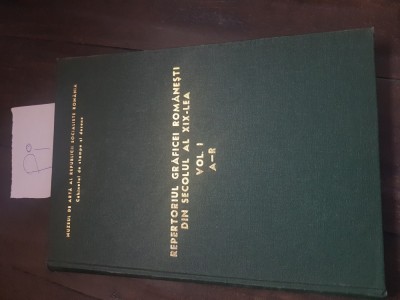 MUZEUL DE ARTĂ AL REPUBLICII SOCIALISTE ROMÂNIA
Cabinetul de stampe și desene
REPERTORIUL GRAFICEI ROMÂNEȘTI
DIN SECOLUL AL XIX-LEA
VOL. I
A–R